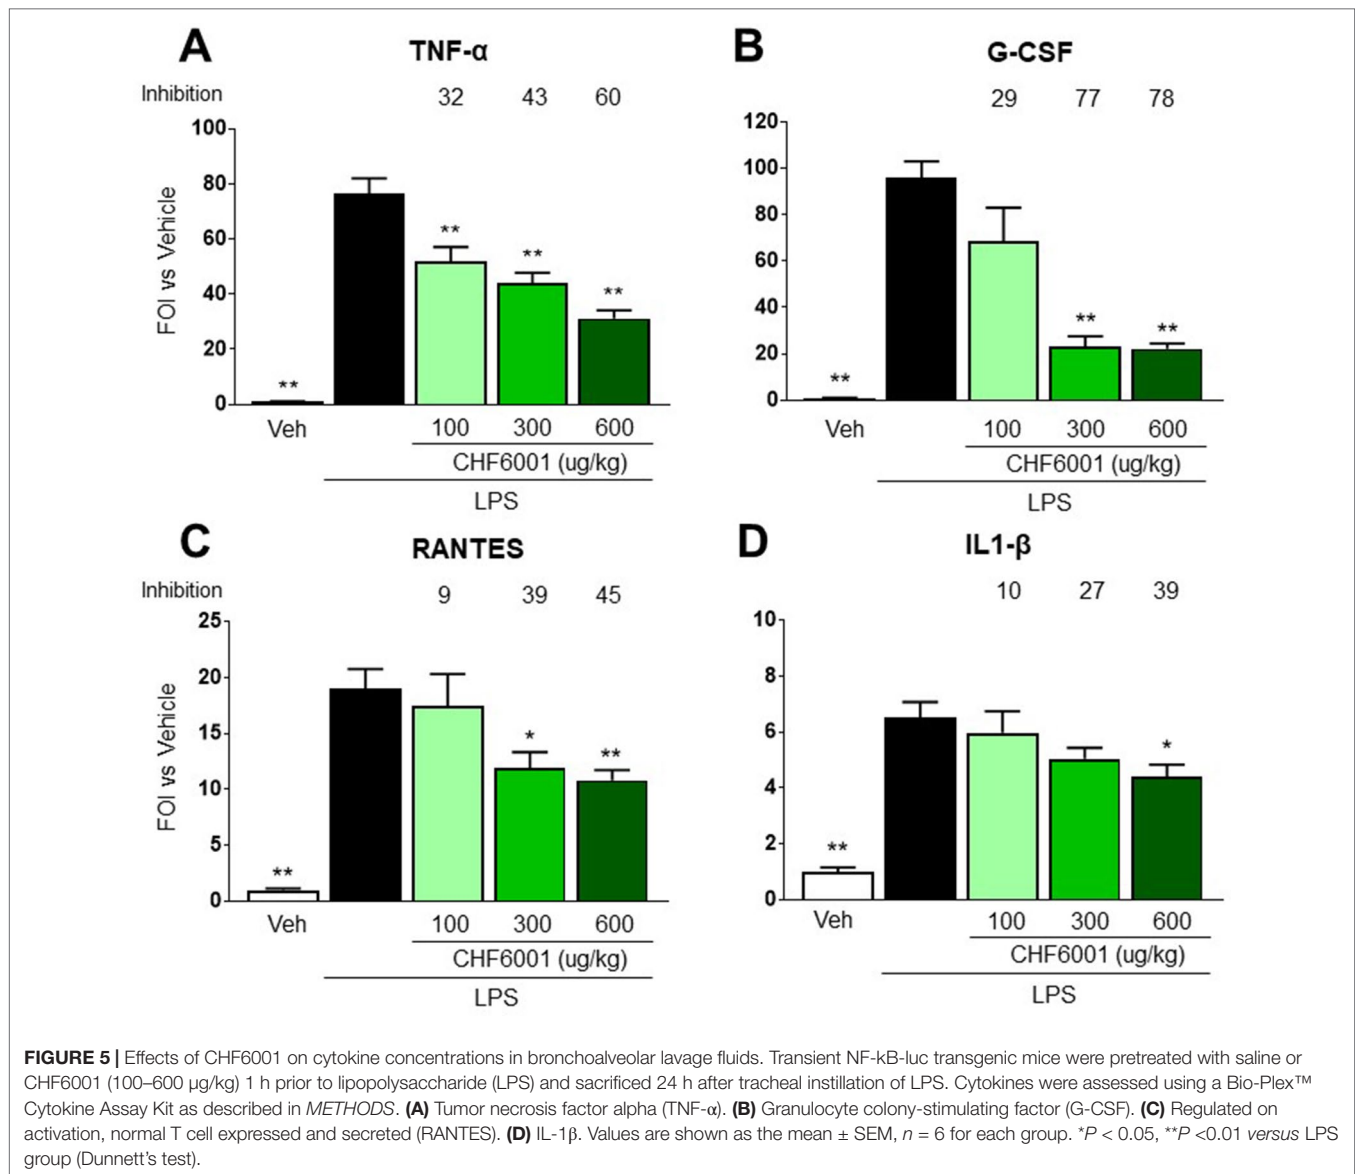 A
TNF-α
Inhibition 32 43 60
100
80
60
40
20
0
FOI vs Vehicle
** ** ** **
Veh 100 300 600
CHF6001 (ug/kg)
LPS
B
G-CSF
29 77 78
120
100
80
60
40
20
0
** ** **
Veh 100 300 600
CHF6001 (ug/kg)
LPS
C
RANTES
Inhibition 9 39 45
25
20
15
10
5
0
FOI vs Vehicle
** * **
Veh 100 300 600
CHF6001 (ug/kg)
LPS
D
IL1-β
10 27 39
10
8
6
4
2
0
** *
Veh 100 300 600
CHF6001 (ug/kg)
LPS
FIGURE 5 | Effects of CHF6001 on cytokine concentrations in bronchoalveolar lavage fluids. Transient NF-kB-luc transgenic mice were pretreated with saline or
CHF6001 (100–600 µg/kg) 1 h prior to lipopolysaccharide (LPS) and sacrificed 24 h after tracheal instillation of LPS. Cytokines were assessed using a Bio-Plex™
Cytokine Assay Kit as described in METHODS. (A) Tumor necrosis factor alpha (TNF-α). (B) Granulocyte colony-stimulating factor (G-CSF). (C) Regulated on
activation, normal T cell expressed and secreted (RANTES). (D) IL-1β. Values are shown as the mean ± SEM, n = 6 for each group. *P < 0.05, **P <0.01 versus LPS
group (Dunnett's test).